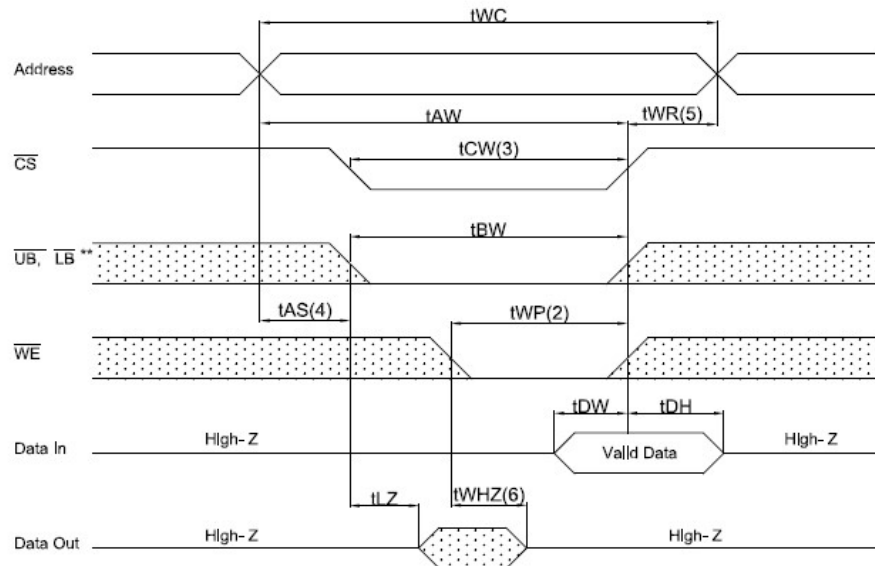 tWC
Address
tAW
tWR(5)
tCW(3)
CS
tBW
UB, LB **
tAS(4)
tWP(2)
WE
tDW
tDH
Data In
High-Z
Valid Data
High-Z
tLZ
tWHZ(6)
Data Out
High-Z
High-Z